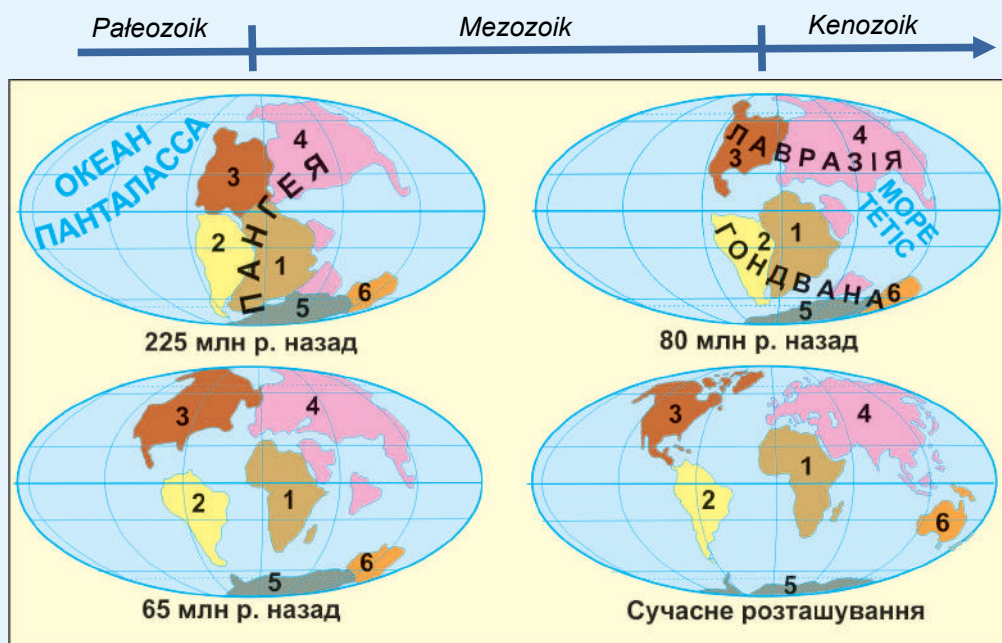 Pałeozoik
Mezozoik
Kenozoik
ОКЕАН
ПАНТАЛАССА
ПАНГЕЯ
3
4
2
1
5
6
225 млн р. назад
ЛАВРАЗІЯ
МОРЕ
ТЕТІС
ГОНДВАНА
3
4
2
1
5
6
80 млн р. назад
3
4
2
1
5
6
65 млн р. назад
3
4
2
1
5
6
Сучасне розташування